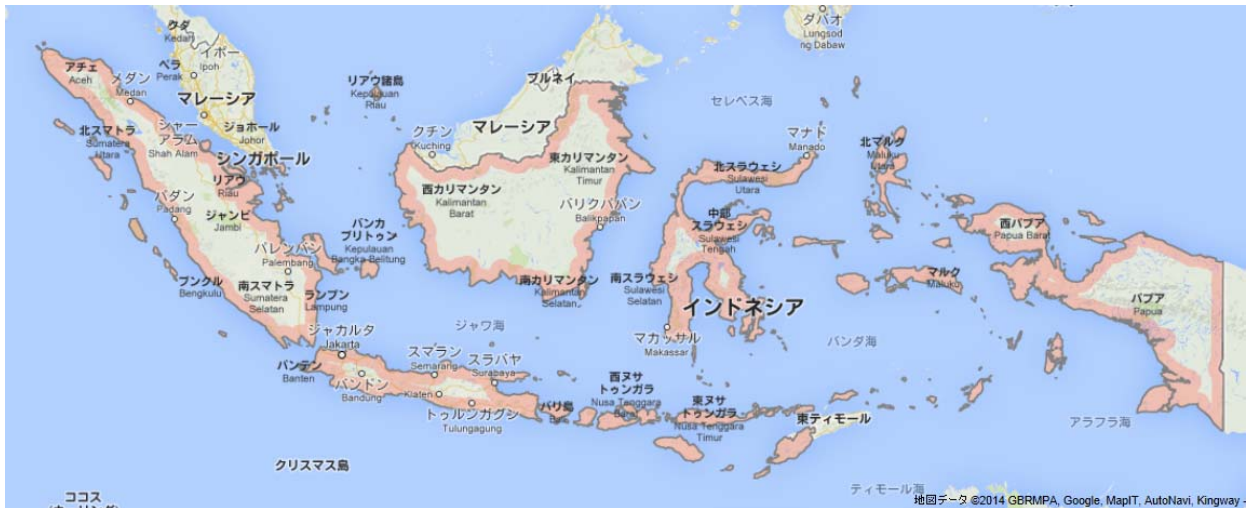 クダ
Kedah
ペラ
Perak
イポー
Ipoh
アチェ
Aceh
メダン
Medan
マレーシア
北スマトラ
Sumatera
Utara
シャー
アラム
Shah Alam
ジョホール
Johor
シンガポール
リアウ
Riau
リアウ諸島
Kepulauan
Riau
パダン
Padang
ジャンビ
Jambi
パレンバン
Palembang
バンカ
ブリトゥン
Kepulauan
Bangka Belitung
ブンクル
Bengkulu
南スマトラ
Sumatera
Selatan
ランプン
Lampung
ジャカルタ
Jakarta
バンテン
Banten
バンドン
Bandung
スマラン
Semarang
Klaten
スラバヤ
Surabaya
トゥルンガグン
Tulungagung
バリ島
ジャワ海
クリスマス島
ココス
ブルネイ
マレーシア
クチン
Kuching
西カリマンタン
Kalimantan
Barat
東カリマンタン
Kalimantan
Timur
バリクパパン
Balikpapan
南カリマンタン
Kalimantan
Selatan
ダバオ
Lungsod
ng Dabaw
セレベス海
マナド
Manado
北スラウェシ
Sulawesi
Utara
中部
スラウェシ
Sulawesi
Tengah
南スラウェシ
Sulawesi
Selatan
インドネシア
マカッサル
Makassar
西ヌサ
トゥンガラ
Nusa Tenggara
Barat
東ヌサ
トゥンガラ
Nusa Tenggara
Timur
東ティモール
北マルク
Maluku
Utara
マルク
Maluku
バンダ海
西パプア
Papua Barat
パプア
Papua
アラフラ海
ティモール海
地図データ ©2014 GBRMPA, Google, MapIT, AutoNavi, Kingway -